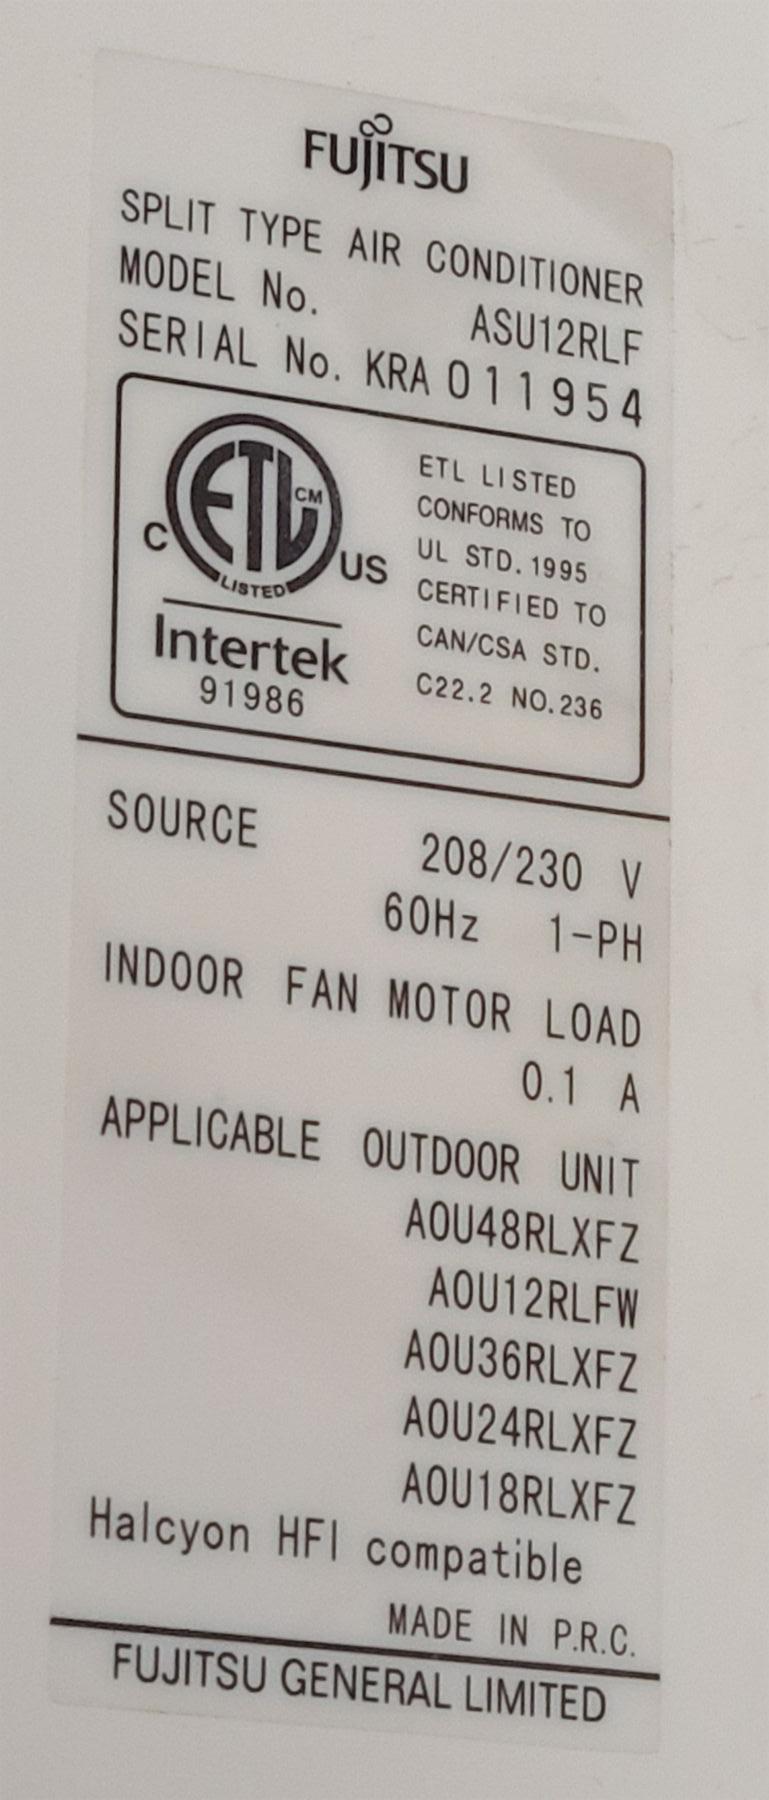 FUJITSU
SPLIT TYPE AIR CONDITIONER
MODEL No. ASU12RLF
SERIAL No. KRA 011954
C ETL CM LISTED US
Intertek
91986
ETL LISTED
CONFORMS TO
UL STD. 1995
CERTIFIED TO
CAN/CSA STD.
C22.2 NO.236
SOURCE 208/230 V
60Hz 1-PH
INDOOR FAN MOTOR LOAD
0.1 A
APPLICABLE OUTDOOR UNIT
AOU48RLXFZ
AOU12RLFW
AOU36RLXFZ
AOU24RLXFZ
AOU18RLXFZ
Halcyon HFI compatible
MADE IN P.R.C.
FUJITSU GENERAL LIMITED